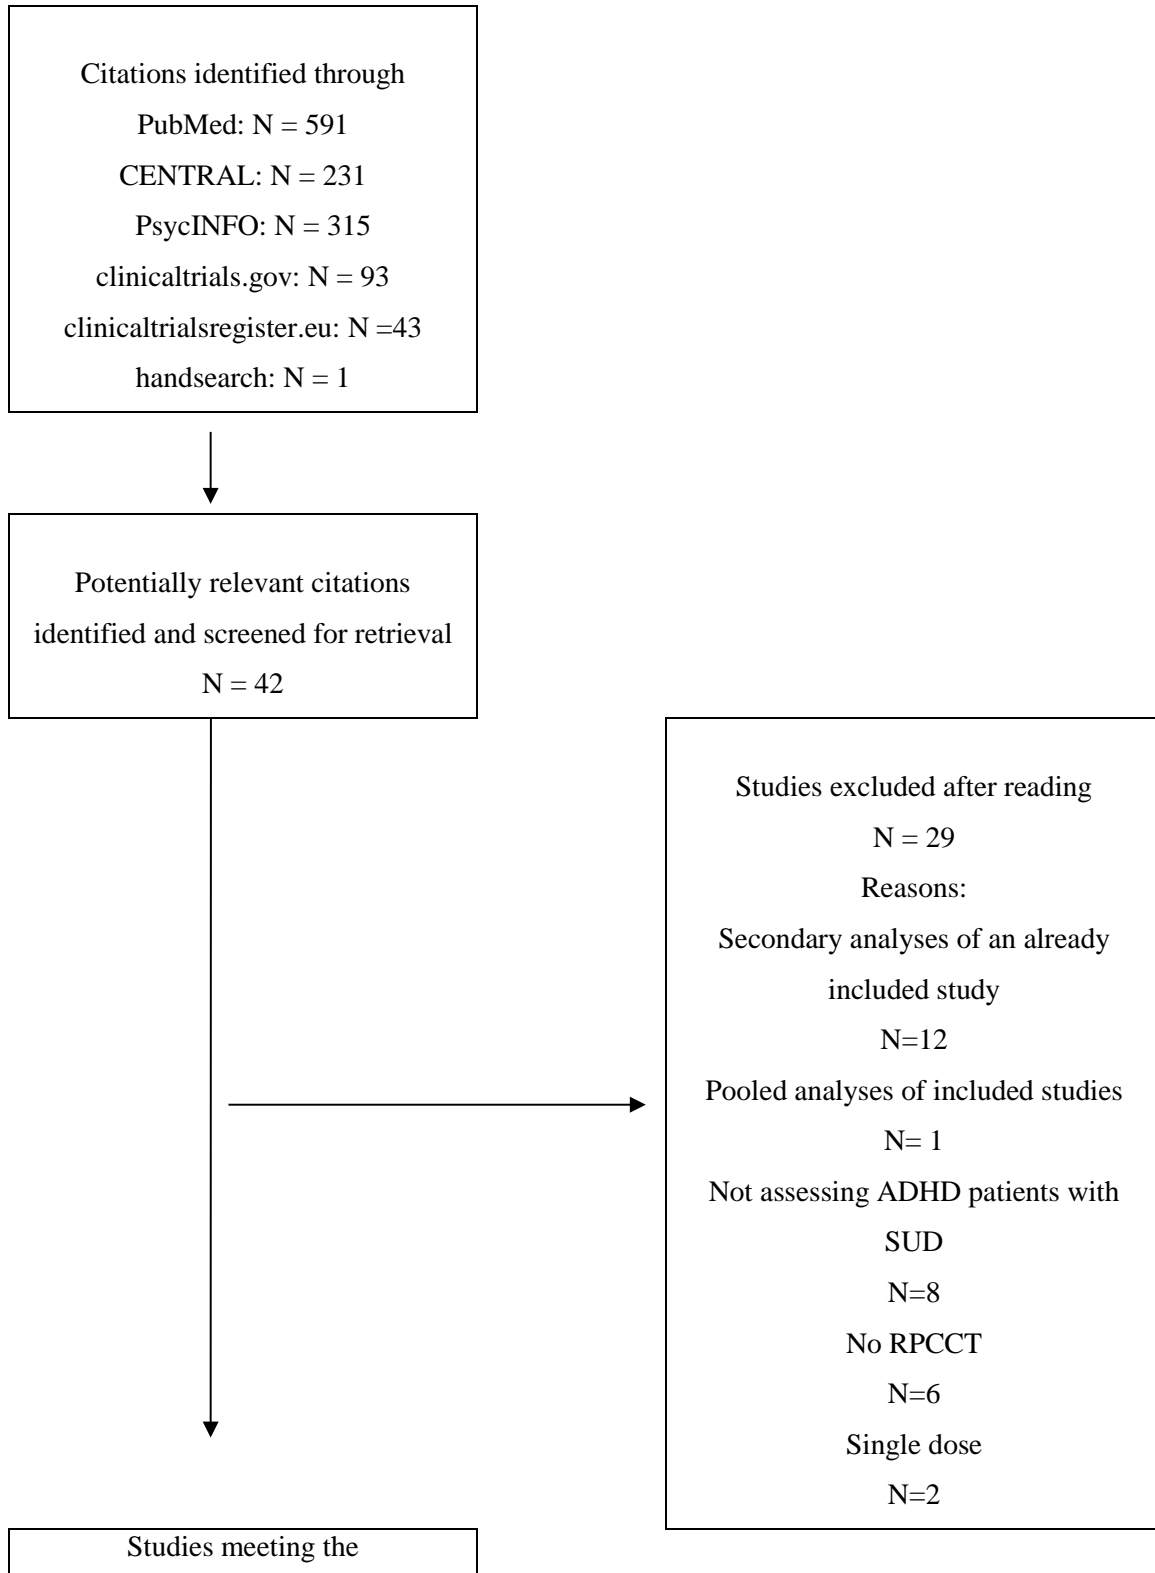 Citations identified through
PubMed: N = 591
CENTRAL: N = 231
PsycINFO: N = 315
clinicaltrials.gov: N = 93
clinicaltrialsregister.eu: N =43
handsearch: N = 1
Potentially relevant citations
identified and screened for retrieval
N = 42
Studies excluded after reading
N = 29
Reasons:
Secondary analyses of an already
included study
N=12
Pooled analyses of included studies
N= 1
Not assessing ADHD patients with
SUD
N=8
No RPCCT
N=6
Single dose
N=2
Studies meeting the